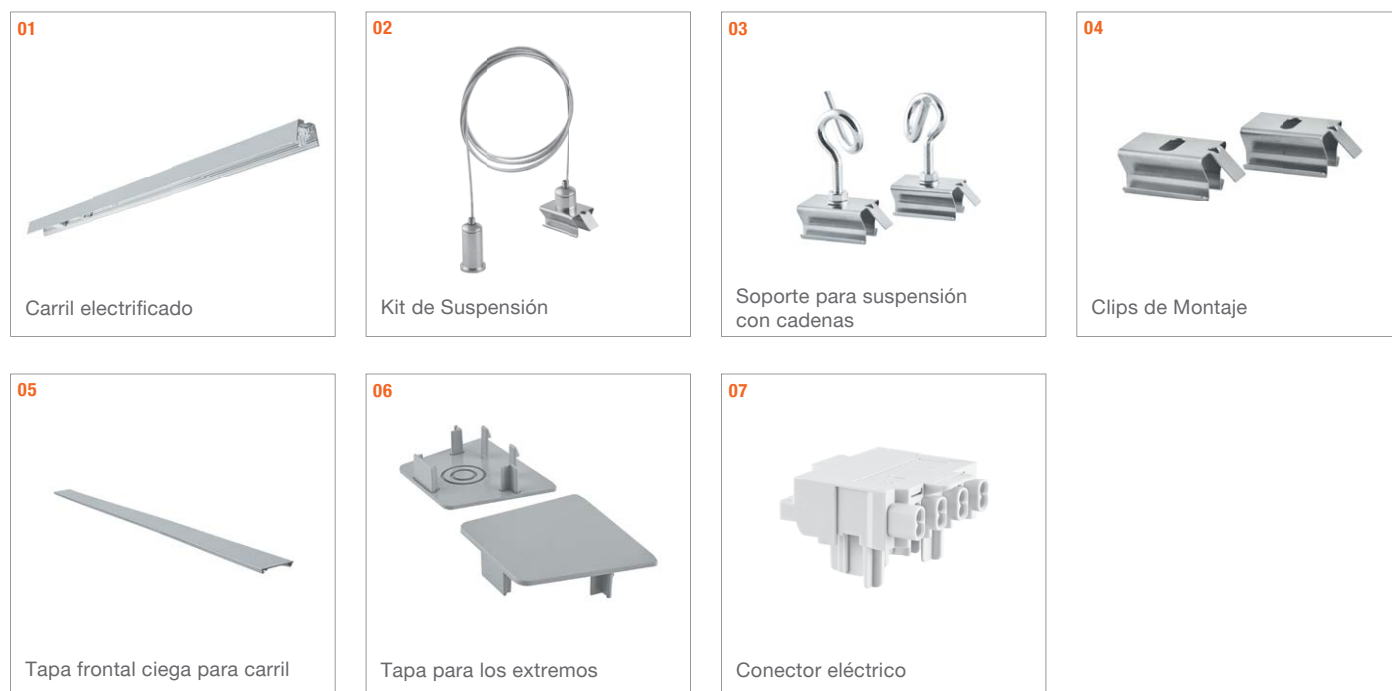 01
Carril electrificado
02
Kit de Suspensión
03
Soporte para suspensión
con cadenas
04
Clips de Montaje
05
Tapa frontal ciega para carril
06
Tapa para los extremos
07
Conector eléctrico